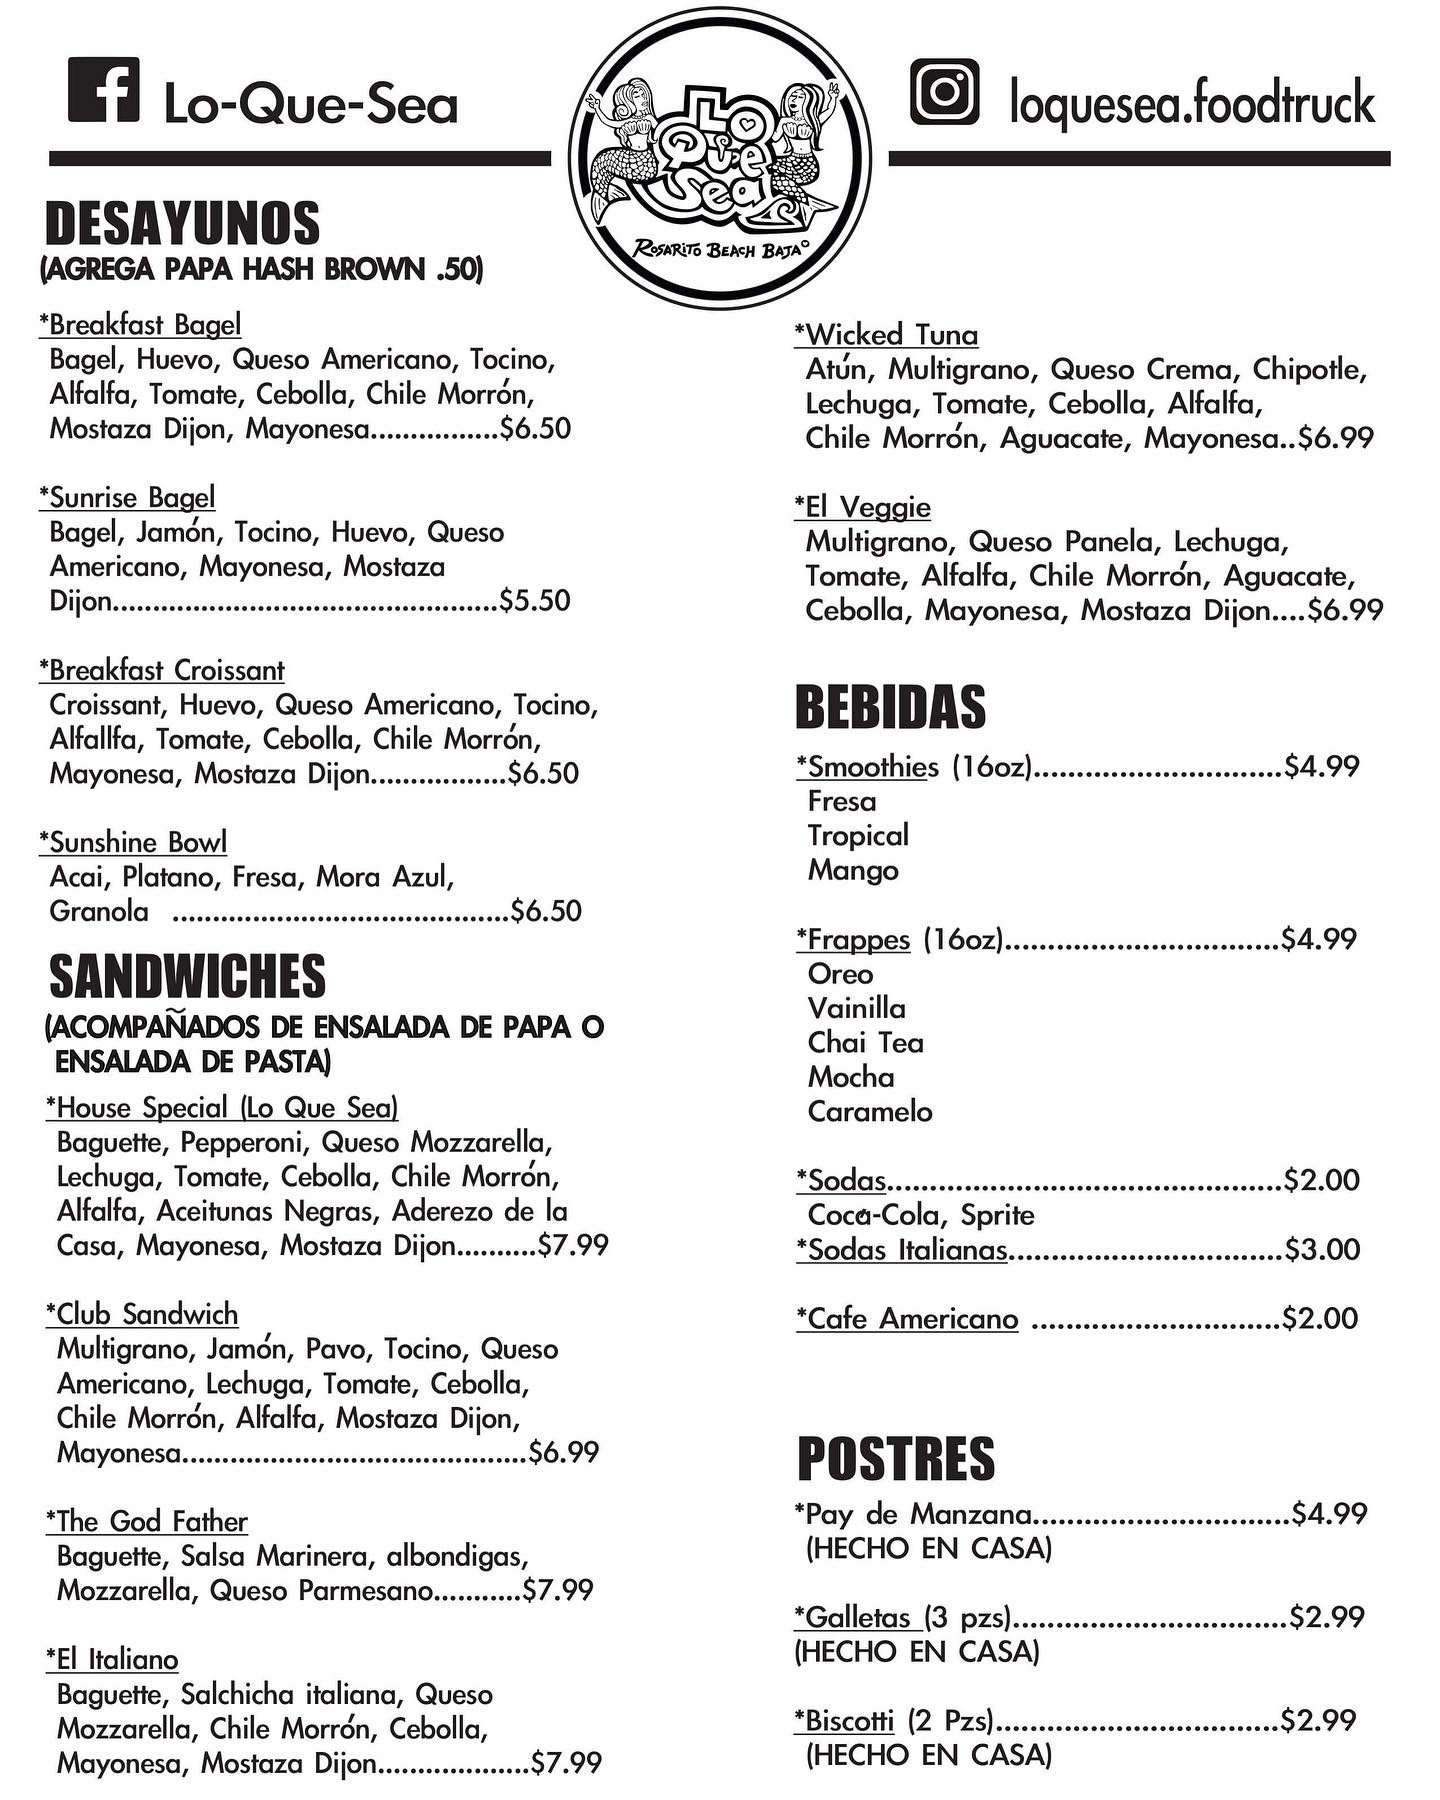 Lo-Que-Sea
Lo Que Sea
Rosarito Beach Baja
loquesea.foodtruck
DESAYUNOS
(AGREGA PAPA HASH BROWN .50)
*Breakfast Bagel
Bagel, Huevo, Queso Americano, Tocino,
Alfalfa, Tomate, Cebolla, Chile Morrón,
Mostaza Dijon, Mayonesa................$6.50
*Sunrise Bagel
Bagel, Jamón, Tocino, Huevo, Queso
Americano, Mayonesa, Mostaza
Dijon................................................$5.50
*Breakfast Croissant
Croissant, Huevo, Queso Americano, Tocino,
Alfallfa, Tomate, Cebolla, Chile Morrón,
Mayonesa, Mostaza Dijon.................$6.50
*Sunshine Bowl
Acai, Platano, Fresa, Mora Azul,
Granola ..........................................$6.50
SANDWICHES
(ACOMPAÑADOS DE ENSALADA DE PAPA O
ENSALADA DE PASTA)
*House Special (Lo Que Sea)
Baguette, Pepperoni, Queso Mozzarella,
Lechuga, Tomate, Cebolla, Chile Morrón,
Alfalfa, Aceitunas Negras, Aderezo de la
Casa, Mayonesa, Mostaza Dijon..........$7.99
*Club Sandwich
Multigrano, Jamón, Pavo, Tocino, Queso
Americano, Lechuga, Tomate, Cebolla,
Chile Morrón, Alfalfa, Mostaza Dijon,
Mayonesa...........................................$6.99
*The God Father
Baguette, Salsa Marinera, albondigas,
Mozzarella, Queso Parmesano...........$7.99
*El Italiano
Baguette, Salchicha italiana, Queso
Mozzarella, Chile Morrón, Cebolla,
Mayonesa, Mostaza Dijon...................$7.99
*Wicked Tuna
Atún, Multigrano, Queso Crema, Chipotle,
Lechuga, Tomate, Cebolla, Alfalfa,
Chile Morrón, Aguacate, Mayonesa..$6.99
*El Veggie
Multigrano, Queso Panela, Lechuga,
Tomate, Alfalfa, Chile Morrón, Aguacate,
Cebolla, Mayonesa, Mostaza Dijon....$6.99
BEBIDAS
*Smoothies (16oz).............................$4.99
Fresa
Tropical
Mango
*Frappes (16oz)................................$4.99
Oreo
Vainilla
Chai Tea
Mocha
Caramelo
*Sodas..............................................$2.00
Coca-Cola, Sprite
*Sodas Italianas................................$3.00
*Cafe Americano .............................$2.00
POSTRES
*Pay de Manzana..............................$4.99
(HECHO EN CASA)
*Galletas (3 pzs)................................$2.99
(HECHO EN CASA)
*Biscotti (2 Pzs).................................$2.99
(HECHO EN CASA)